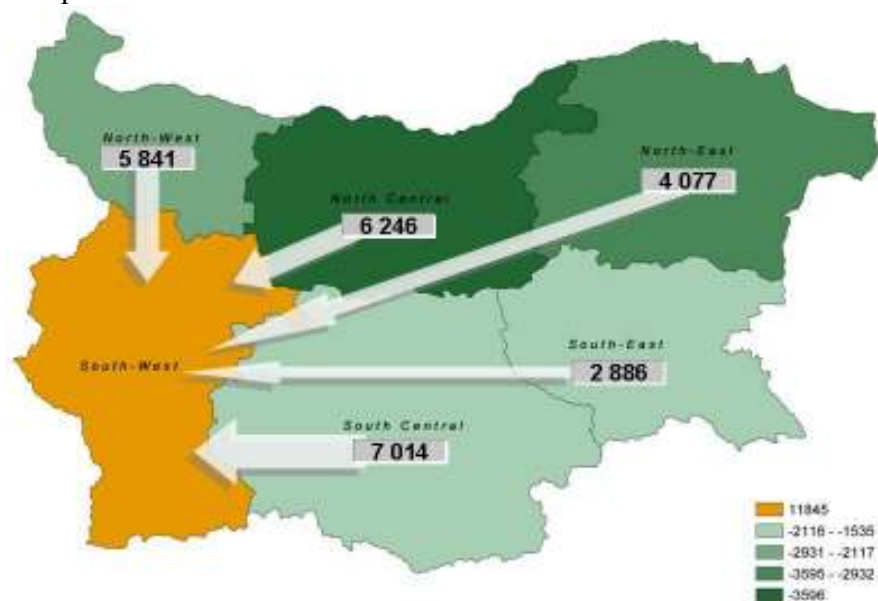 North-West
5 841
North-East
4 077
North Central
6 246
South-West
South-East
2 886
South Central
7 014
11845
-2116 - -1535
-2931 - -2117
-3595 - -2932
-3596